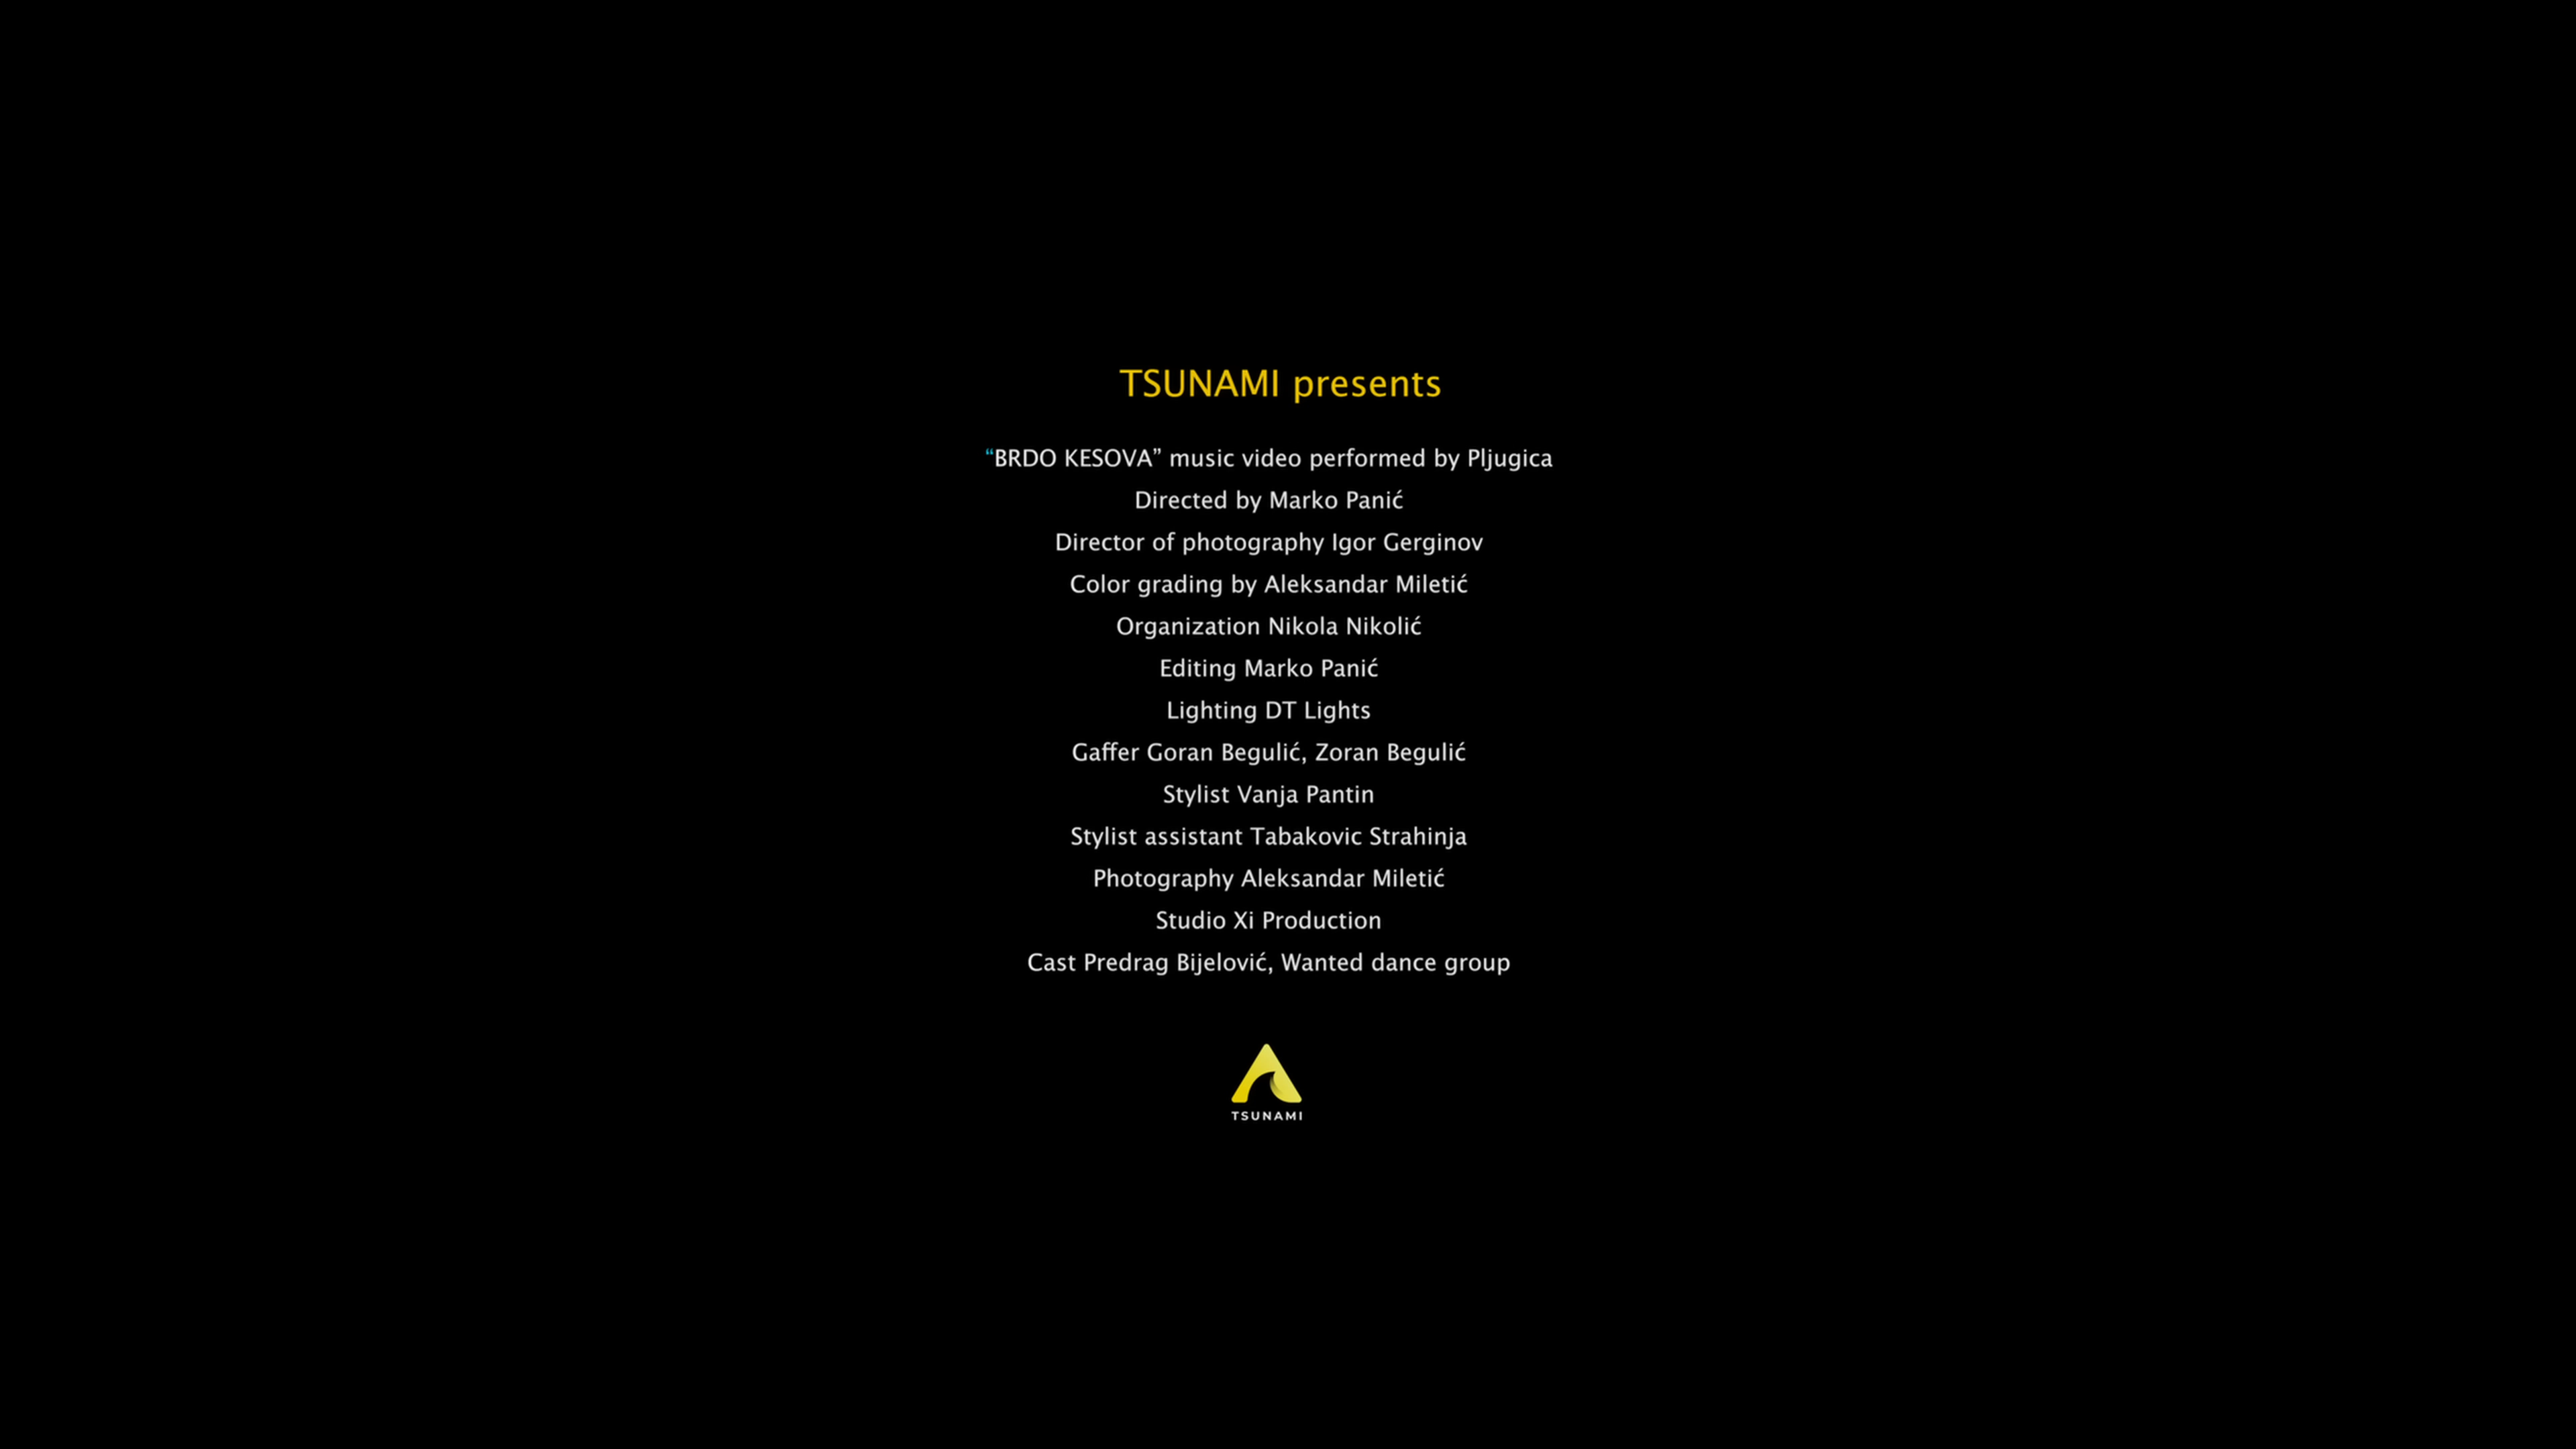 TSUNAMI presents
“BRDO KESOVA” music video performed by Pljugica
Directed by Marko Panić
Director of photography Igor Gerginov
Color grading by Aleksandar Miletić
Organization Nikola Nikolić
Editing Marko Panić
Lighting DT Lights
Gaffer Goran Begulić, Zoran Begulić
Stylist Vanja Pantin
Stylist assistant Tabakovic Strahinja
Photography Aleksandar Miletić
Studio Xi Production
Cast Predrag Bijelović, Wanted dance group
TSUNAMI